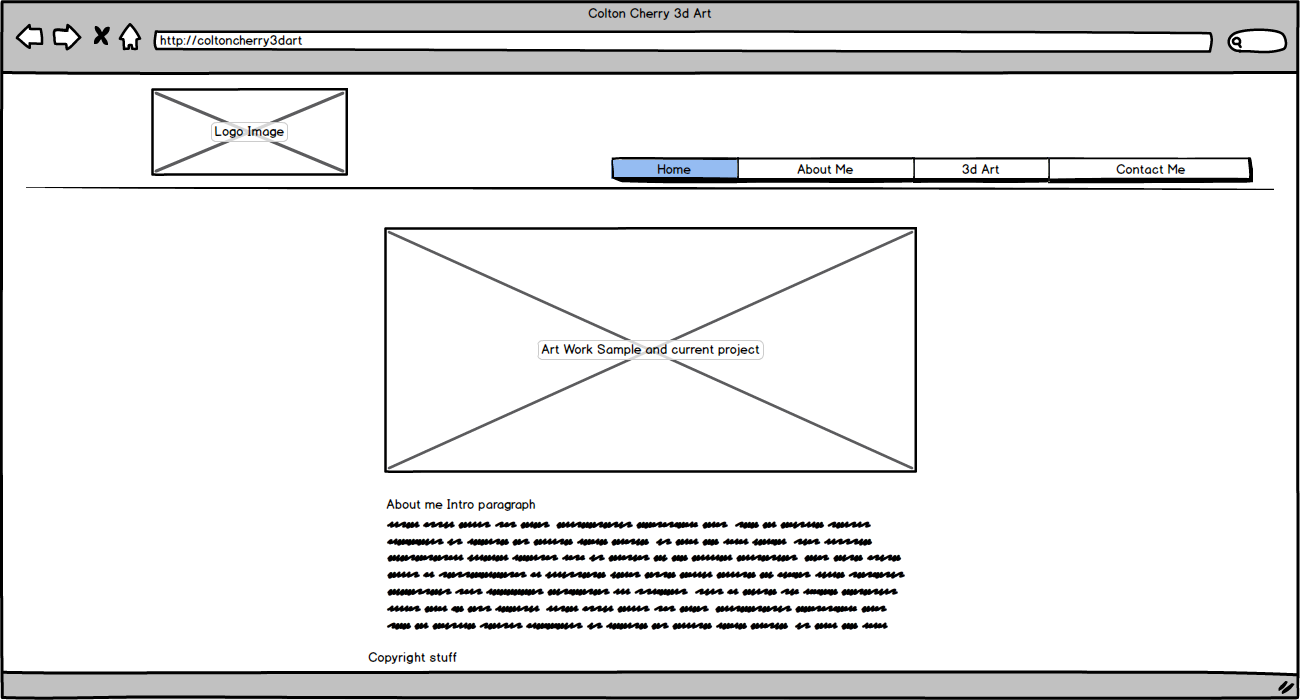 Colton Cherry 3d Art
http://coltoncherry3dart
Logo Image
Home About Me 3d Art Contact Me
Art Work Sample and current project
About me Intro paragraph
Copyright stuff